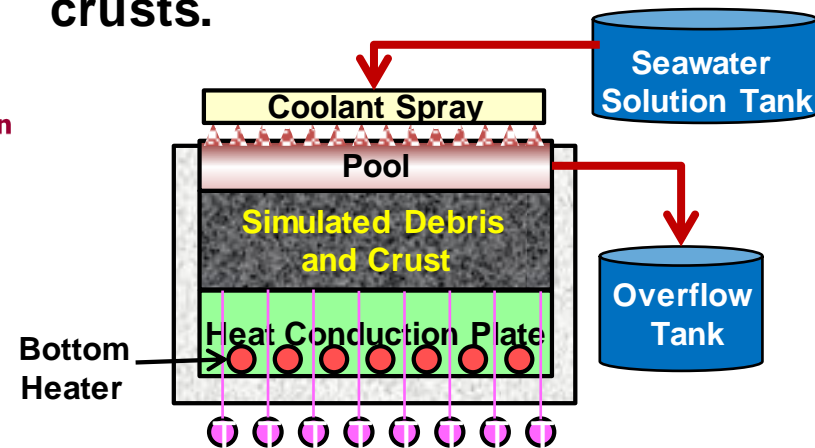 crusts.
Seawater
Solution Tank
Coolant Spray
n
Pool
Simulated Debris
and Crust
Overflow
Tank
Heat Conduction Plate
Bottom
Heater
T T T T T T T T